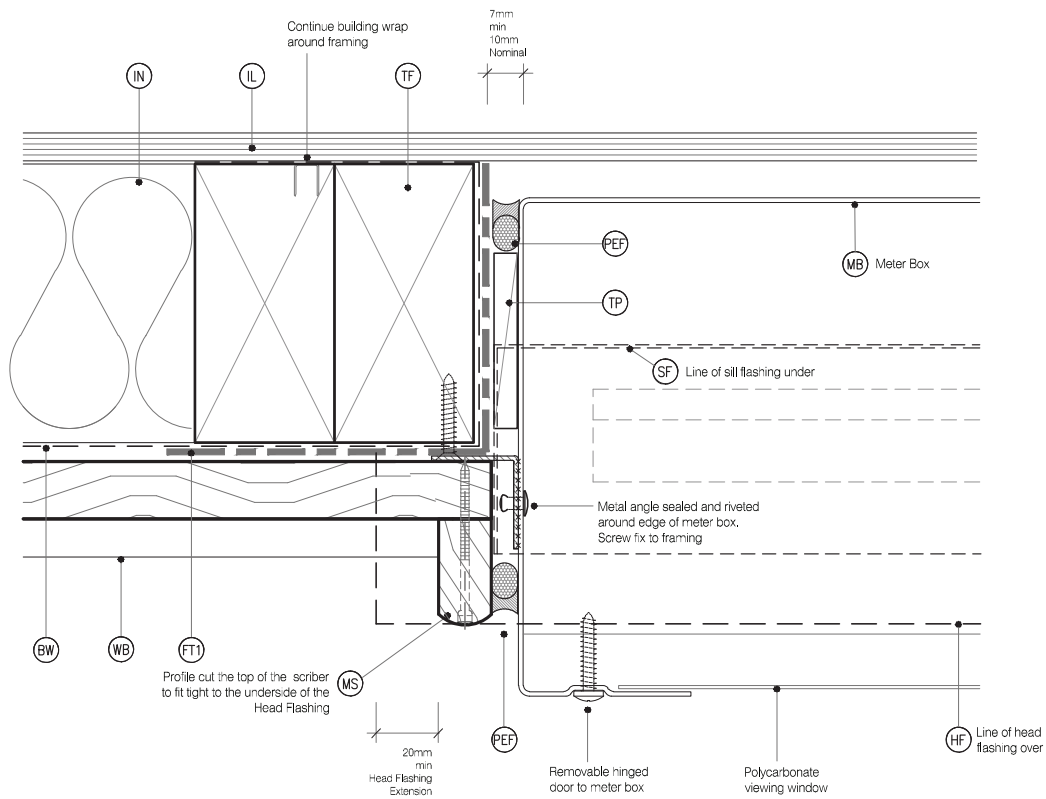 7mm
min
10mm
Nominal
Continue building wrap
around framing
IN
IL
TF
PEF
MB
Meter Box
TP
SF
Line of sill flashing under
Metal angle sealed and riveted
around edge of meter box.
Screw fix to framing
BW
WB
FT1
Profile cut the top of the scriber
to fit tight to the underside of the
Head Flashing
MS
20mm
min
Head Flashing
Extension
PEF
Removable hinged
door to meter box
Polycarbonate
viewing window
HF
Line of head
flashing over